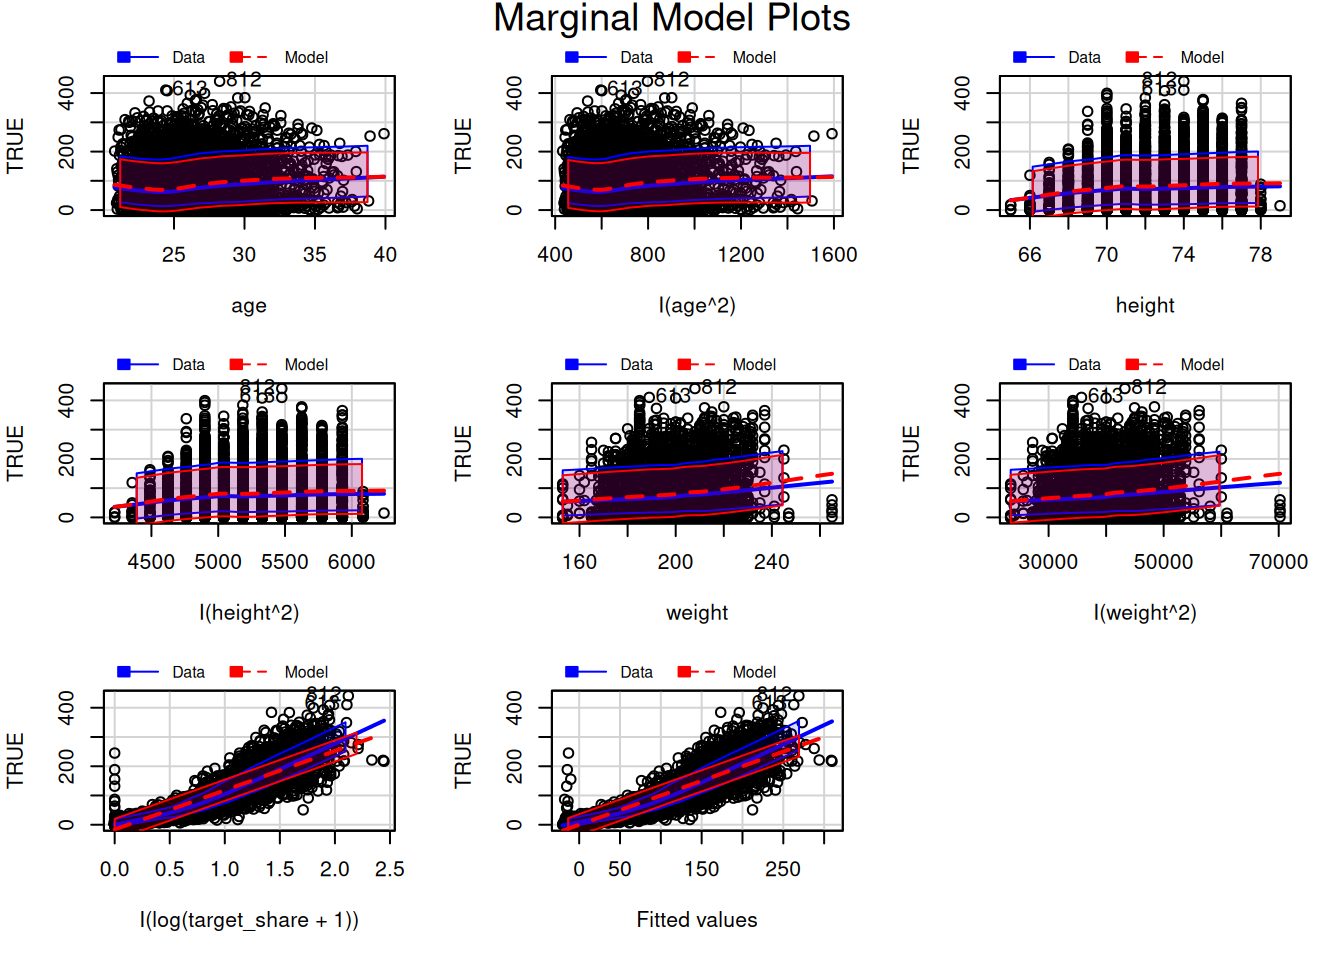 Marginal Model Plots
Data Model
TRUE
400
200
0
613
812
25 30 35 40
age
Data Model
TRUE
400
200
0
613
812
400 800 1200 1600
I(age^2)
Data Model
TRUE
400
200
0
812
613
66 70 74 78
height
Data Model
TRUE
400
200
0
812
613
4500 5000 5500 6000
I(height^2)
Data Model
TRUE
400
200
0
613
812
160 200 240
weight
Data Model
TRUE
400
200
0
613
812
30000 50000 70000
I(weight^2)
Data Model
TRUE
400
200
0
812
613
0.0 0.5 1.0 1.5 2.0 2.5
I(log(target_share + 1))
Data Model
TRUE
400
200
0
812
613
0 50 150 250
Fitted values